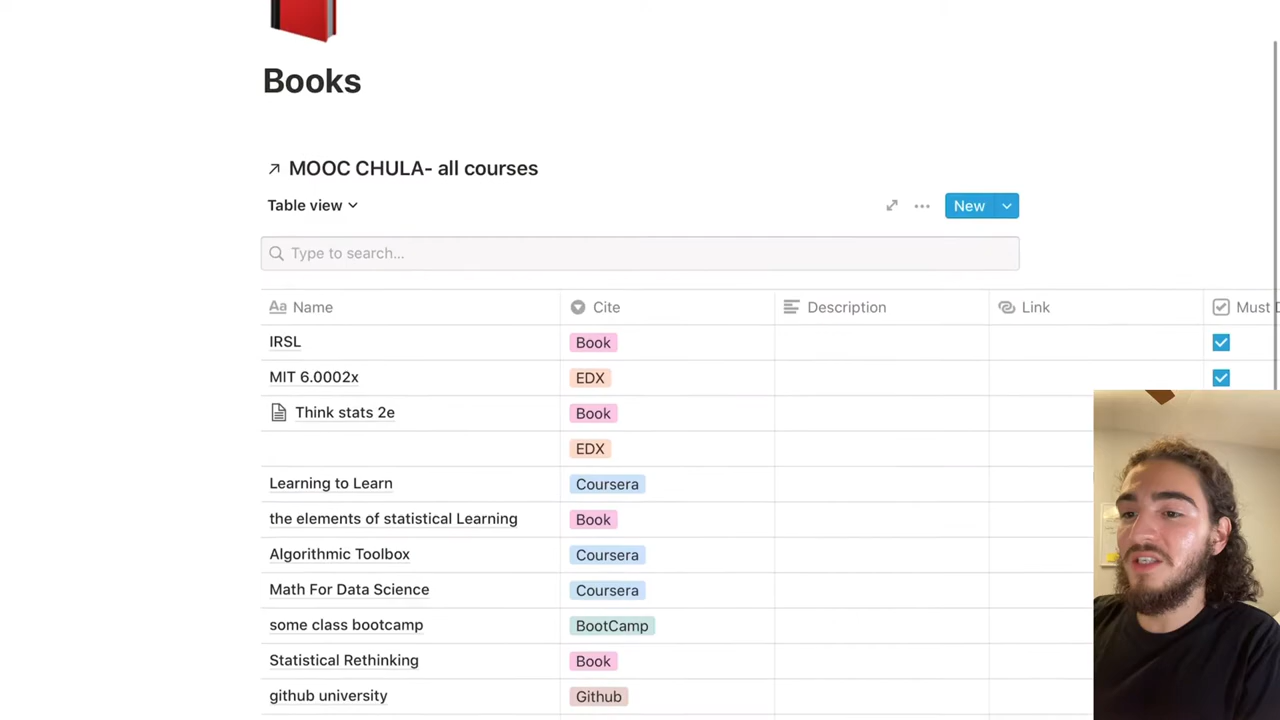 Books
MOOC CHULA- all courses
Table view
New
Type to search...
Aa Name Cite Description Link Must
IRSL Book
MIT 6.0002x EDX
Think stats 2e Book
EDX
Learning to Learn Coursera
the elements of statistical Learning Book
Algorithmic Toolbox Coursera
Math For Data Science Coursera
some class bootcamp BootCamp
Statistical Rethinking Book
github university Github